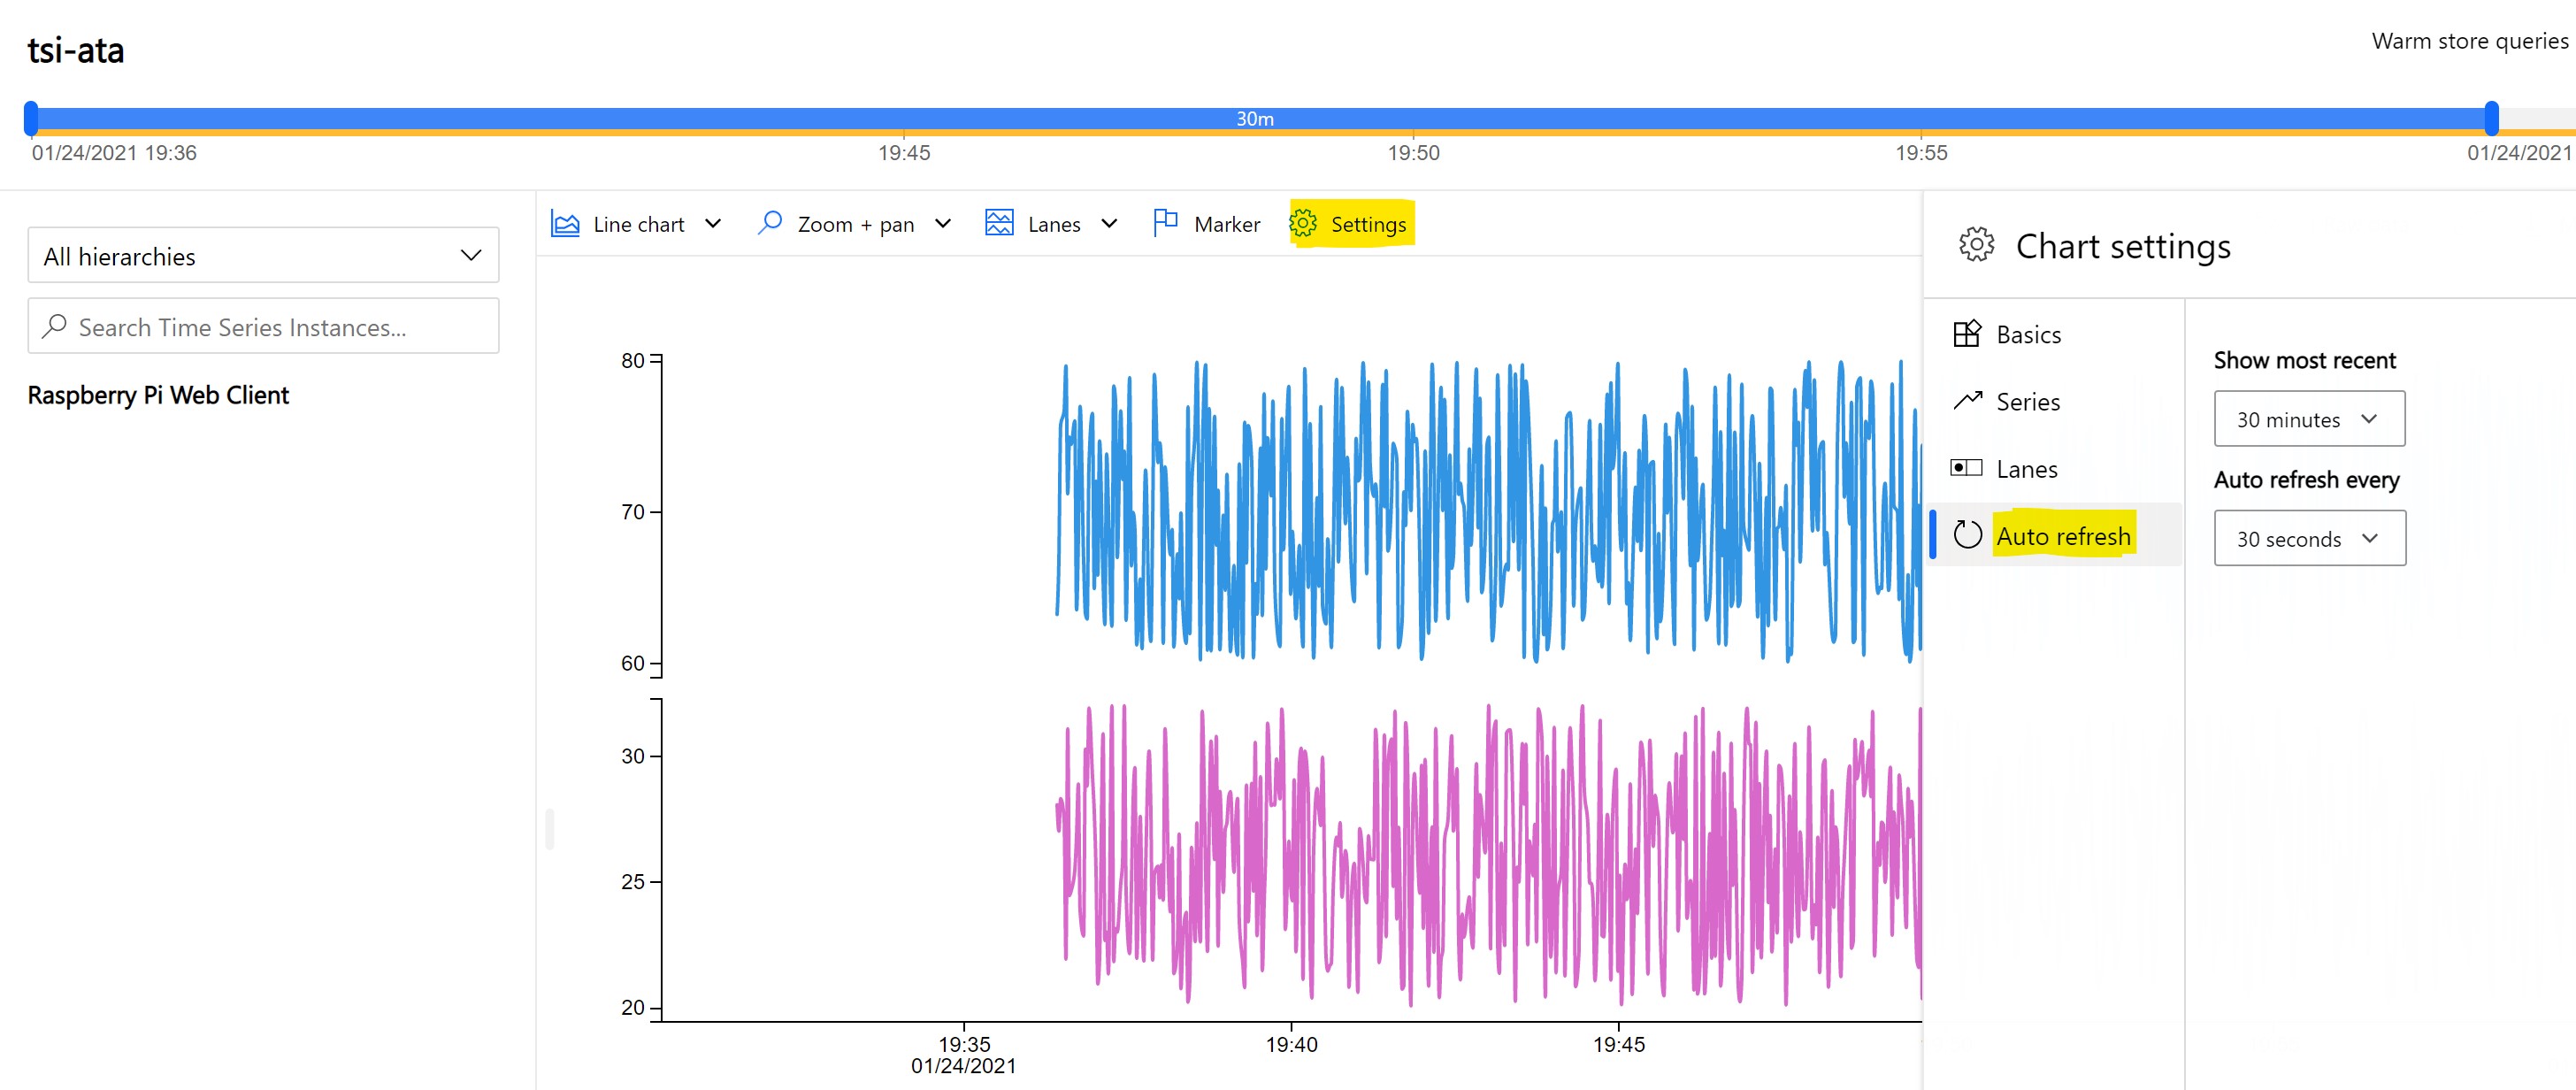 tsi-ata
Warm store queries
30m
01/24/2021 19:36
19:45
19:50
19:55
01/24/2021
All hierarchies
Search Time Series Instances...
Raspberry Pi Web Client
Line chart
Zoom + pan
Lanes
Marker
Settings
80
70
60
30
25
20
19:35
01/24/2021
19:40
19:45
Chart settings
Basics
Series
Lanes
Auto refresh
Show most recent
30 minutes
Auto refresh every
30 seconds